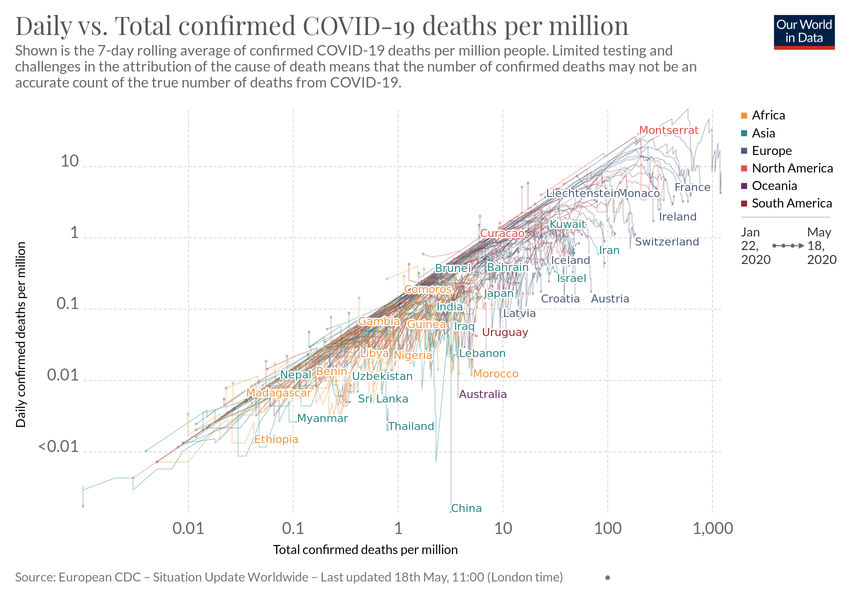 Daily vs. Total confirmed COVID-19 deaths per million
Our World
in Data
Shown is the 7-day rolling average of confirmed COVID-19 deaths per million people. Limited testing and
challenges in the attribution of the cause of death means that the number of confirmed deaths may not be an
accurate count of the true number of deaths from COVID-19.
Africa
Asia
Europe
North America
Oceania
South America
Jan
22,
2020
May
18,
2020
Daily confirmed deaths per million
10
1
0.1
0.01
<0.01
Montserrat
Liechtenstein
Monaco
France
Ireland
Curacao
Kuwait
Switzerland
Iran
Iceland
Brunei
Bahrain
Israel
Comoros
Japan
Croatia
Austria
India
Latvia
Gambia
Guinea
Iraq
Uruguay
Libya
Nigeria
Lebanon
Nepal
Benin
Uzbekistan
Morocco
Madagascar
Sri Lanka
Australia
Myanmar
Thailand
Ethiopia
China
0.01
0.1
1
10
100
1,000
Total confirmed deaths per million
Source: European CDC – Situation Update Worldwide – Last updated 18th May, 11:00 (London time)